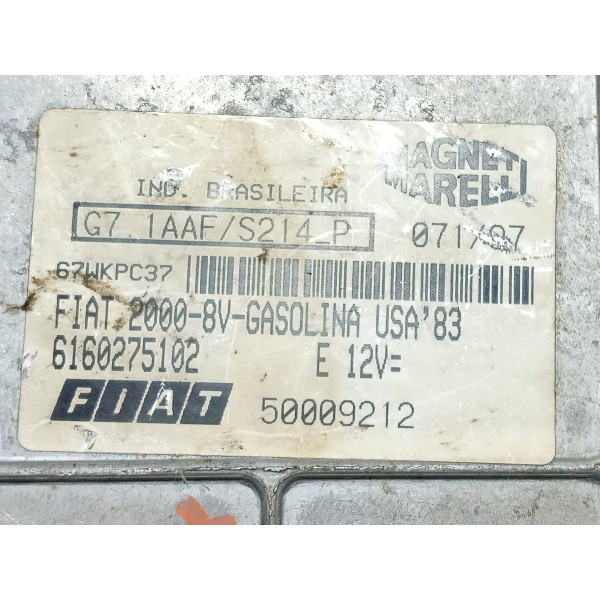 MAGNETI
MARELLI
IND. BRASILEIRA
G7.1AAF/S214 P. 071/97
67WKPC37
FIAT 2000-8V-GASOLINA USA'83
6160275102 E 12V=
FIAT 50009212